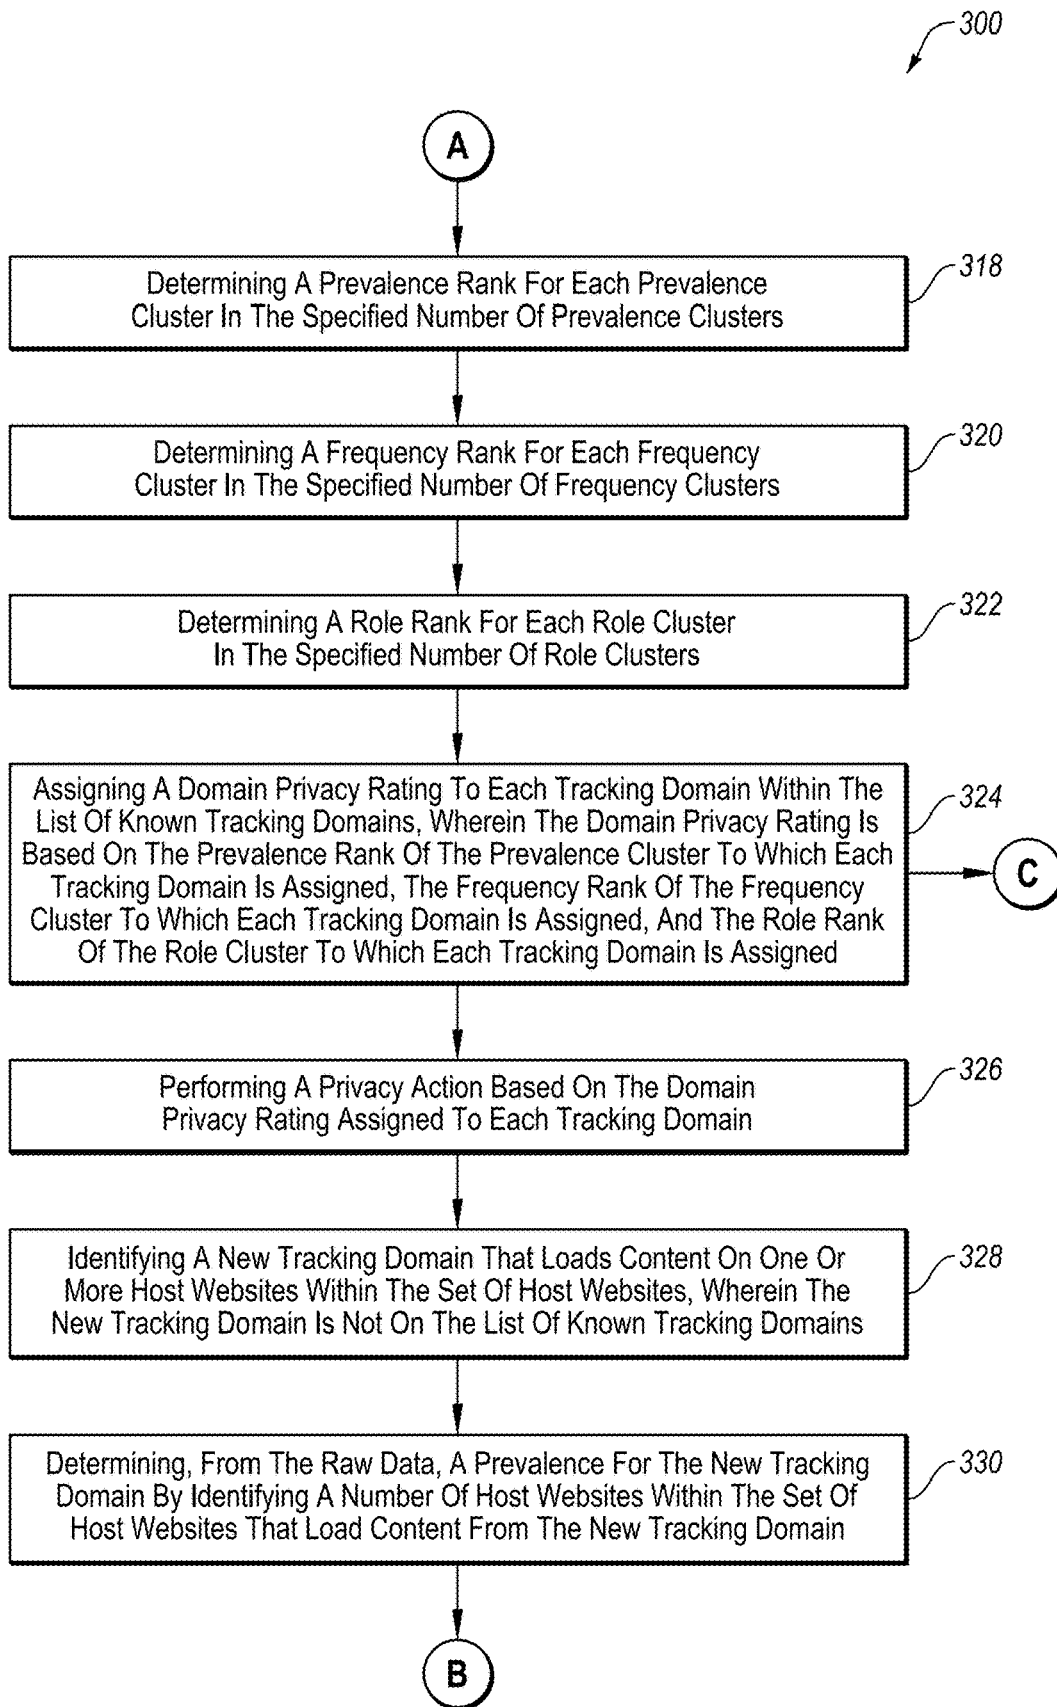 300
A
Determining A Prevalence Rank For Each Prevalence
Cluster In The Specified Number Of Prevalence Clusters
318
Determining A Frequency Rank For Each Frequency
Cluster In The Specified Number Of Frequency Clusters
320
Determining A Role Rank For Each Role Cluster
In The Specified Number Of Role Clusters
322
Assigning A Domain Privacy Rating To Each Tracking Domain Within The
List Of Known Tracking Domains, Wherein The Domain Privacy Rating Is
Based On The Prevalence Rank Of The Prevalence Cluster To Which Each
Tracking Domain Is Assigned, The Frequency Rank Of The Frequency
Cluster To Which Each Tracking Domain Is Assigned, And The Role Rank
Of The Role Cluster To Which Each Tracking Domain Is Assigned
324
C
Performing A Privacy Action Based On The Domain
Privacy Rating Assigned To Each Tracking Domain
326
Identifying A New Tracking Domain That Loads Content On One Or
More Host Websites Within The Set Of Host Websites, Wherein The
New Tracking Domain Is Not On The List Of Known Tracking Domains
328
Determining, From The Raw Data, A Prevalence For The New Tracking
Domain By Identifying A Number Of Host Websites Within The Set Of
Host Websites That Load Content From The New Tracking Domain
330
B